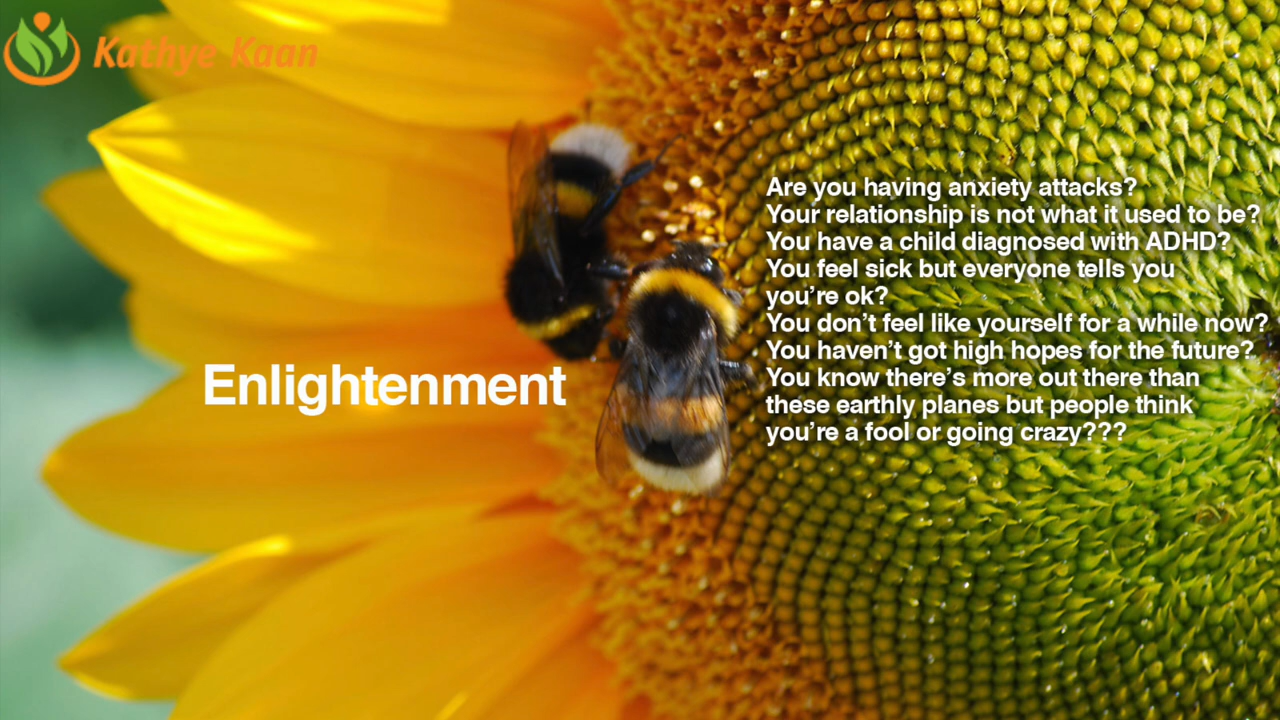 Kathye Kaan
Enlightenment
Are you having anxiety attacks?
Your relationship is not what it used to be?
You have a child diagnosed with ADHD?
You feel sick but everyone tells you
you’re ok?
You don’t feel like yourself for a while now?
You haven’t got high hopes for the future?
You know there’s more out there than
these earthly planes but people think
you’re a fool or going crazy???